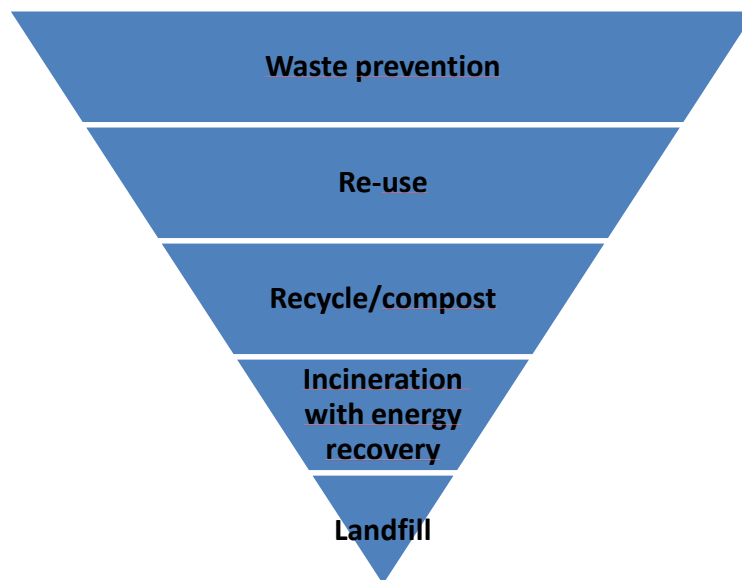 Waste prevention
Re-use
Recycle/compost
Incineration
with energy
recovery
Landfill